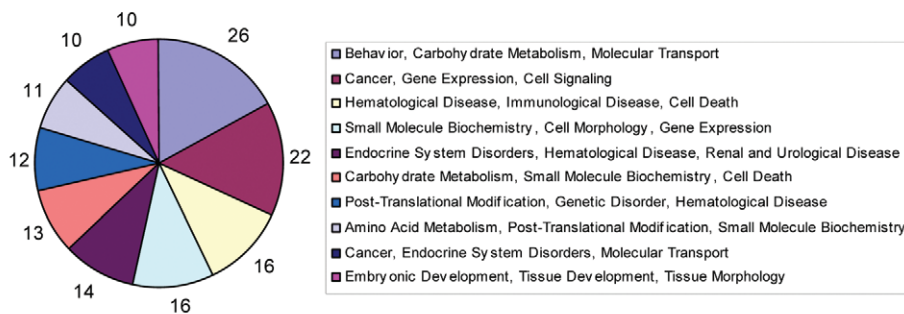 10
26
10
11
12
22
13
16
14
16
Behavior, Carbohydrate Metabolism, Molecular Transport
Cancer, Gene Expression, Cell Signaling
Hematological Disease, Immunological Disease, Cell Death
Small Molecule Biochemistry, Cell Morphology, Gene Expression
Endocrine System Disorders, Hematological Disease, Renal and Urological Disease
Carbohydrate Metabolism, Small Molecule Biochemistry, Cell Death
Post-Translational Modification, Genetic Disorder, Hematological Disease
Amino Acid Metabolism, Post-Translational Modification, Small Molecule Biochemistry
Cancer, Endocrine System Disorders, Molecular Transport
Embryonic Development, Tissue Development, Tissue Morphology